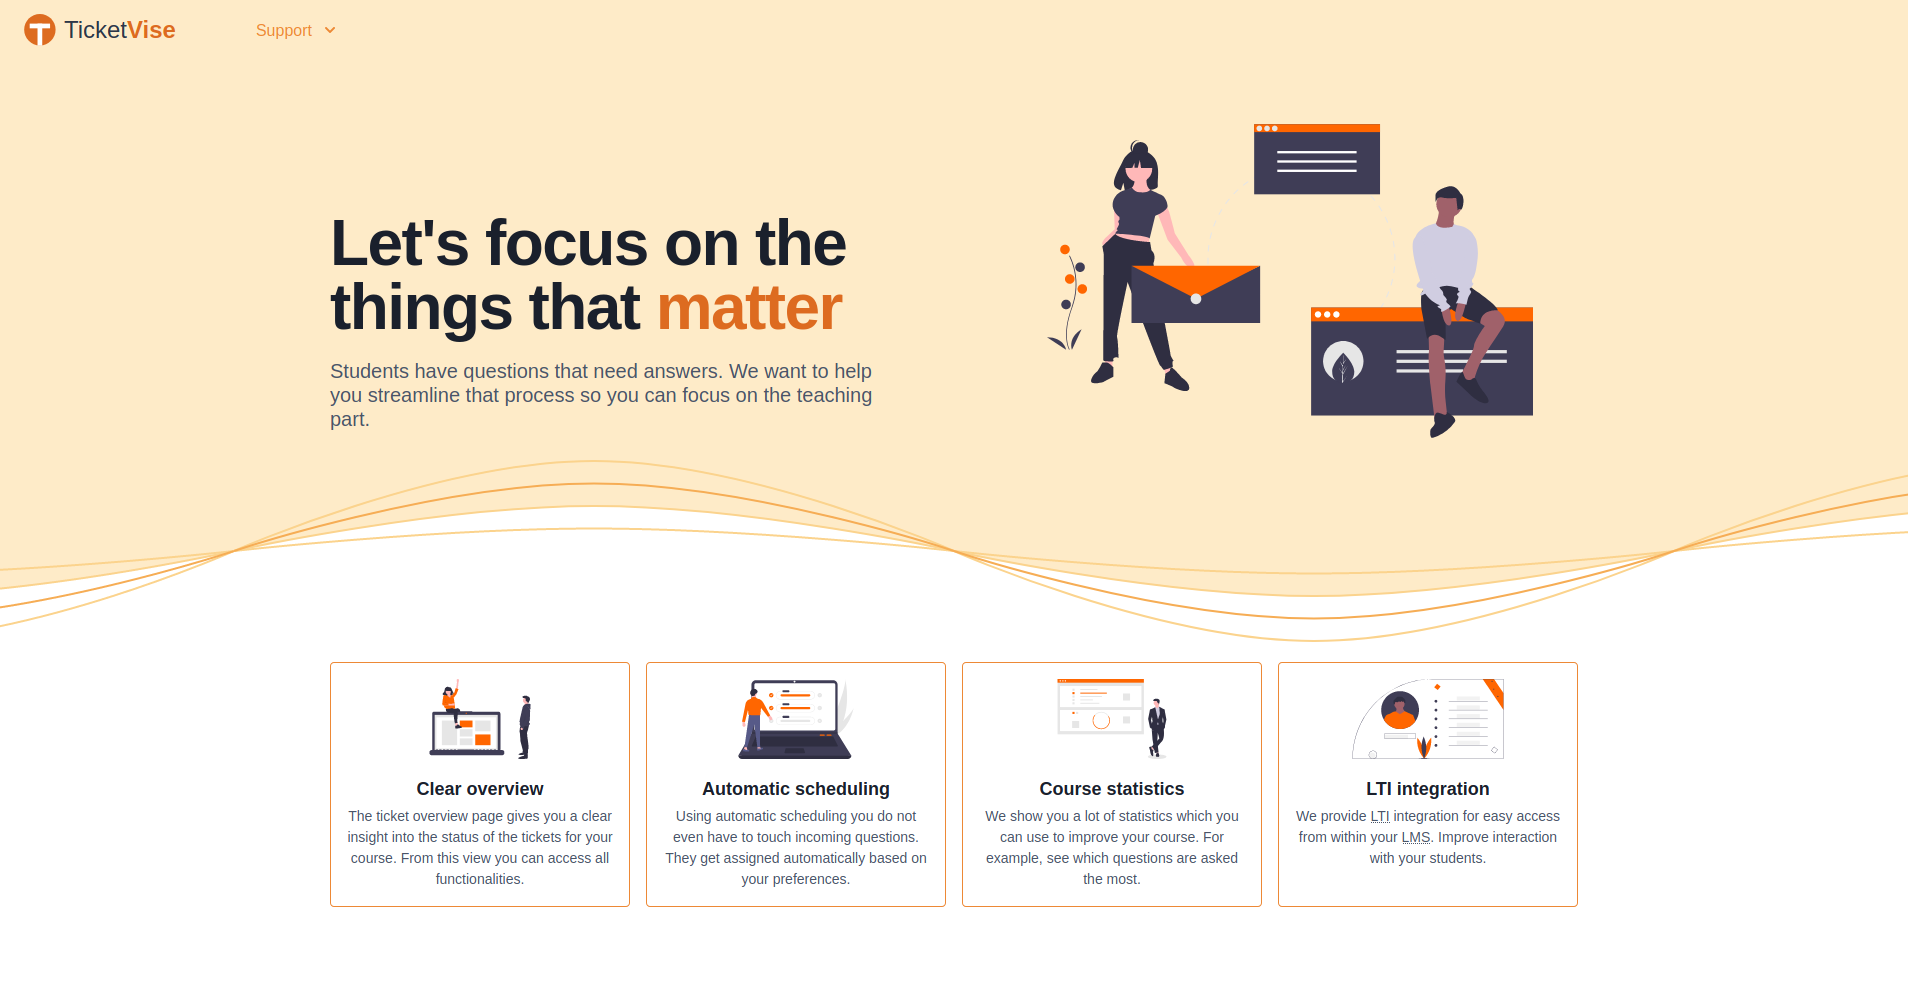 TicketVise
Support
Let's focus on the
things that matter
Students have questions that need answers. We want to help
you streamline that process so you can focus on the teaching
part.
Clear overview
The ticket overview page gives you a clear
insight into the status of the tickets for your
course. From this view you can access all
functionalities.
Automatic scheduling
Using automatic scheduling you do not
even have to touch incoming questions.
They get assigned automatically based on
your preferences.
Course statistics
We show you a lot of statistics which you
can use to improve your course. For
example, see which questions are asked
the most.
LTI integration
We provide LTI integration for easy access
from within your LMS. Improve interaction
with your students.